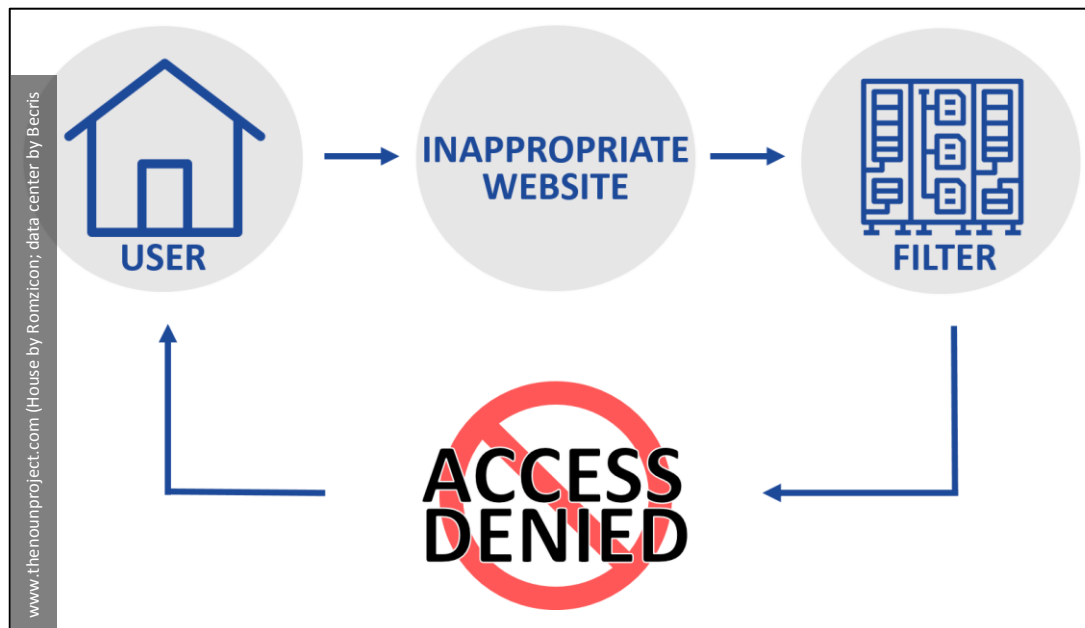 USER
INAPPROPRIATE
WEBSITE
FILTER
ACCESS
DENIED
www.thenounproject.com (House by Romzicon; data center by Becris